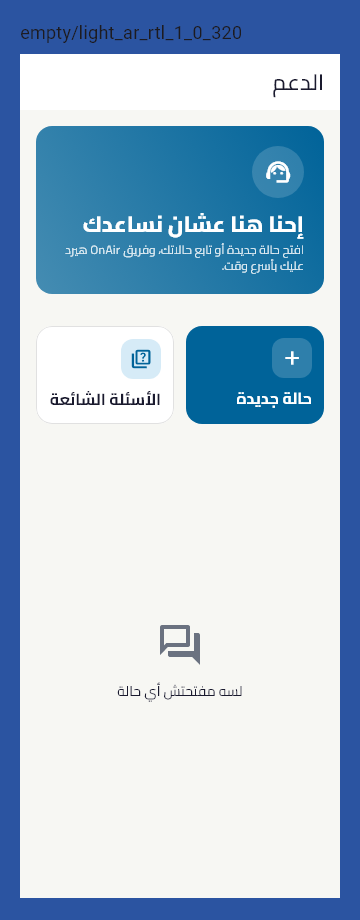 empty/light_ar_rtl_1_0_320
الدعم
إحنا هنا عشان نساعدك
افتح حالة جديدة أو تابع حالاتك، وفريق OnAir هيرد
عليك بأسرع وقت.
حالة جديدة
الأسئلة الشائعة
لسه مفتحتش أي حالة